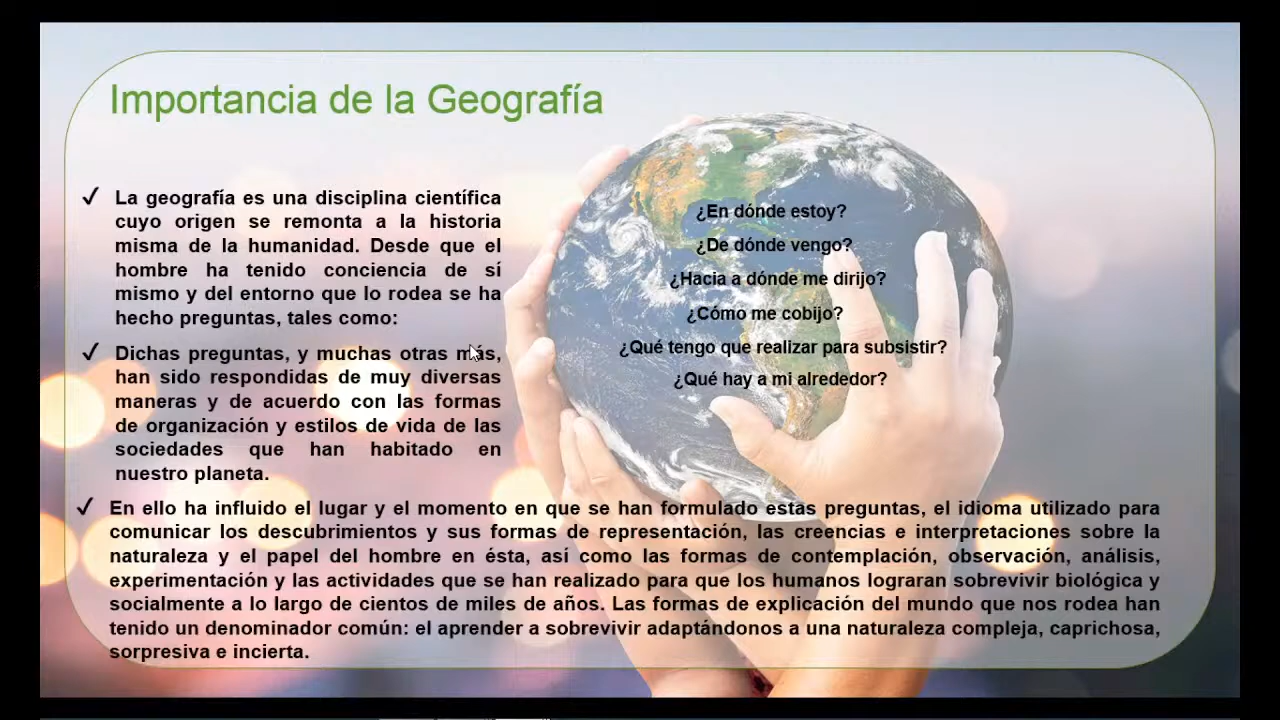 Importancia de la Geografía
La geografía es una disciplina científica
cuyo origen se remonta a la historia
misma de la humanidad. Desde que el
hombre ha tenido conciencia de sí
mismo y del entorno que lo rodea se ha
hecho preguntas, tales como:
¿En dónde estoy?
¿De dónde vengo?
¿Hacia a dónde me dirijo?
¿Cómo me cobijo?
¿Qué tengo que realizar para subsistir?
¿Qué hay a mi alrededor?
Dichas preguntas, y muchas otras más,
han sido respondidas de muy diversas
maneras y de acuerdo con las formas
de organización y estilos de vida de las
sociedades que han habitado en
nuestro planeta.
En ello ha influido el lugar y el momento en que se han formulado estas preguntas, el idioma utilizado para
comunicar los descubrimientos y sus formas de representación, las creencias e interpretaciones sobre la
naturaleza y el papel del hombre en ésta, así como las formas de contemplación, observación, análisis,
experimentación y las actividades que se han realizado para que los humanos lograran sobrevivir biológica y
socialmente a lo largo de cientos de miles de años. Las formas de explicación del mundo que nos rodea han
tenido un denominador común: el aprender a sobrevivir adaptándonos a una naturaleza compleja, caprichosa,
sorpresiva e incierta.